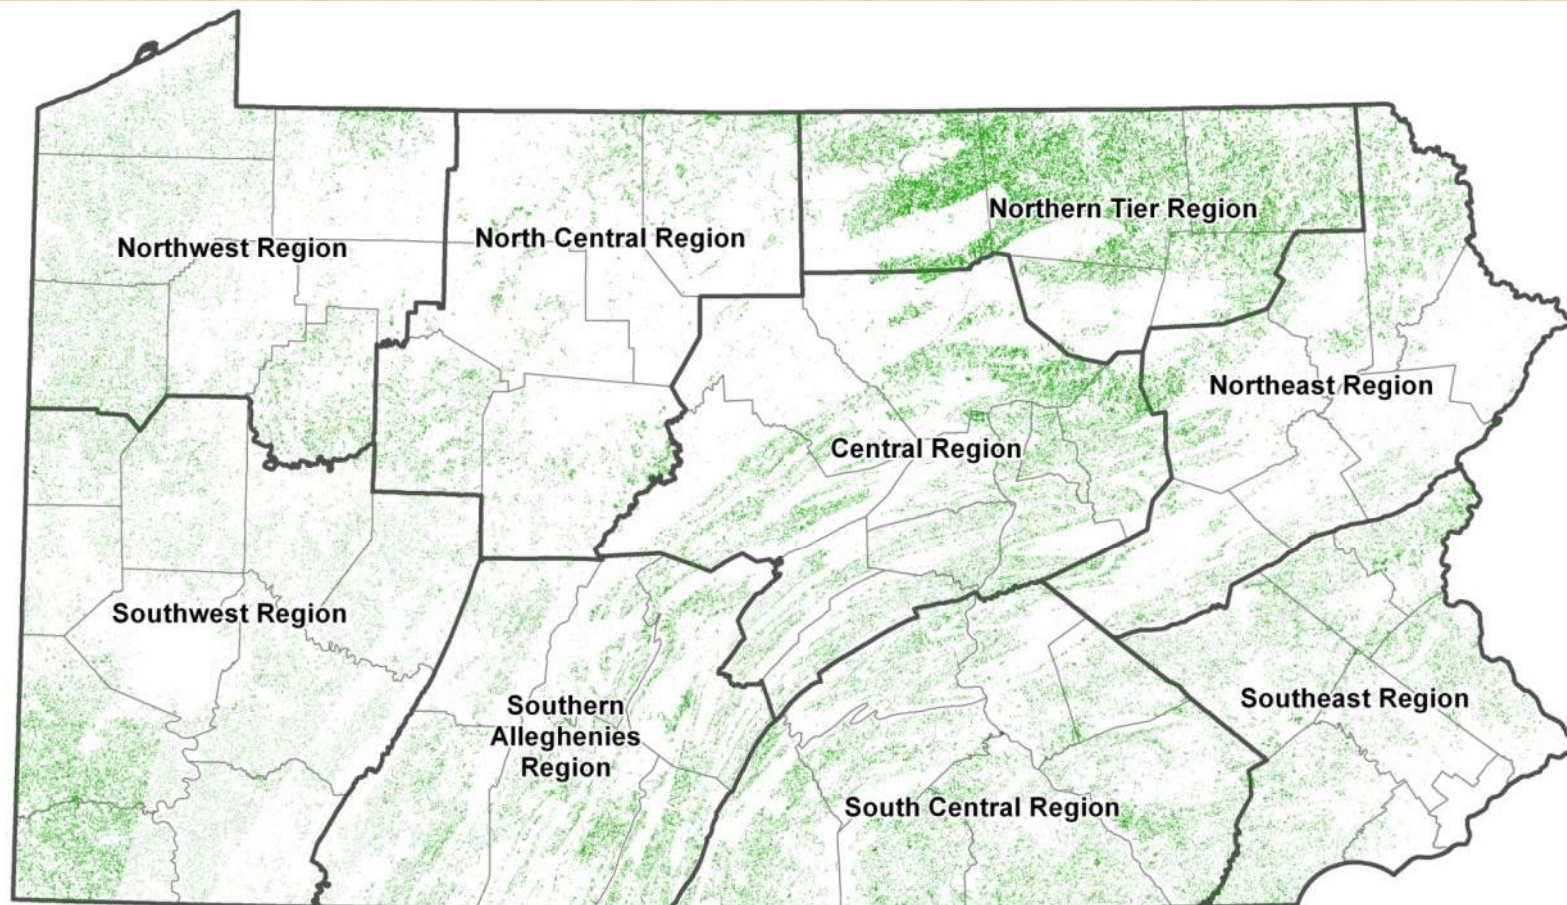 Northern Tier Region
North Central Region
Northwest Region
Northeast Region
Central Region
Southwest Region
Southeast Region
Southern
Alleghenies
Region
South Central Region